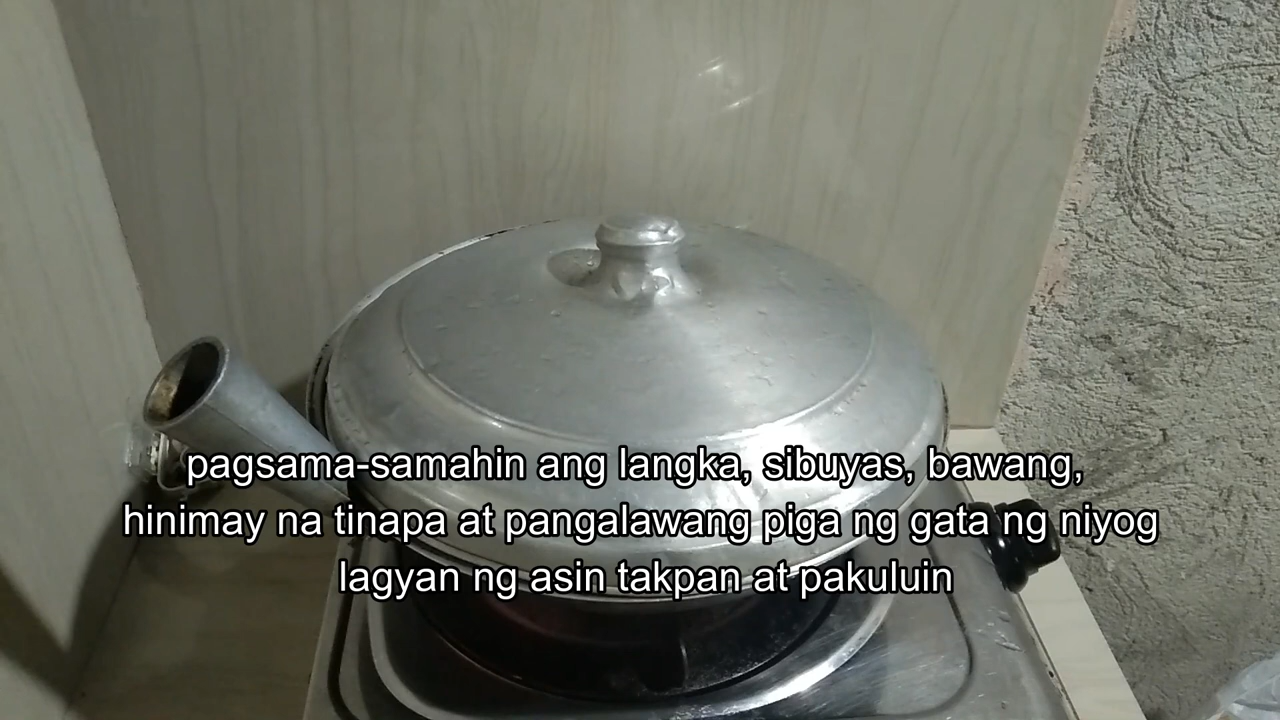 pagsama-samahin ang langka, sibuyas, bawang,
hinimay na tinapa at pangalawang piga ng gata ng niyog
lagyan ng asin takpan at pakuluin